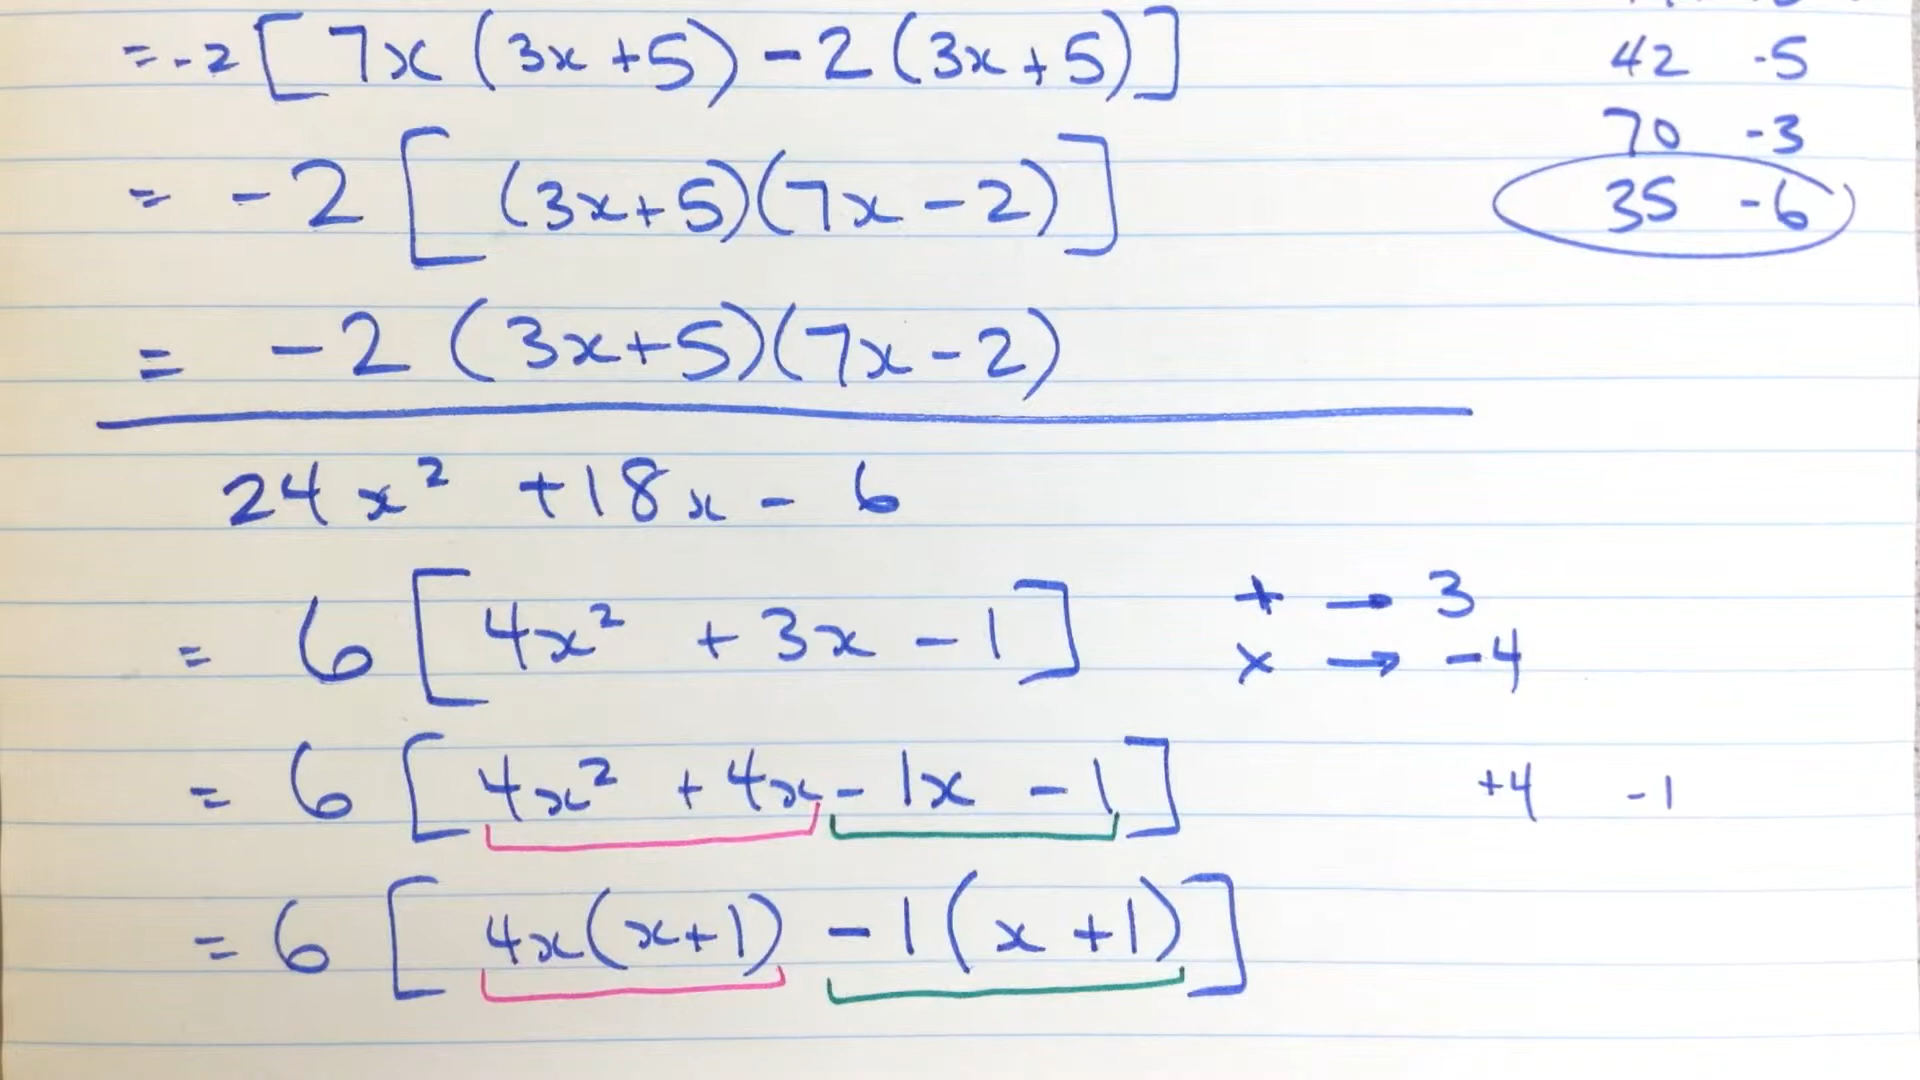 = -2 [ 7x (3x+5) - 2 (3x+5) ]
42 -5
70 -3
= -2 [ (3x+5)(7x-2) ]
35 -6
= -2 (3x+5)(7x-2)
24x² +18x - 6
= 6 [ 4x² + 3x - 1 ]
+ → 3
× → -4
= 6 [ 4x² + 4x - 1x - 1 ]
+4 -1
= 6 [ 4x(x+1) - 1(x+1) ]